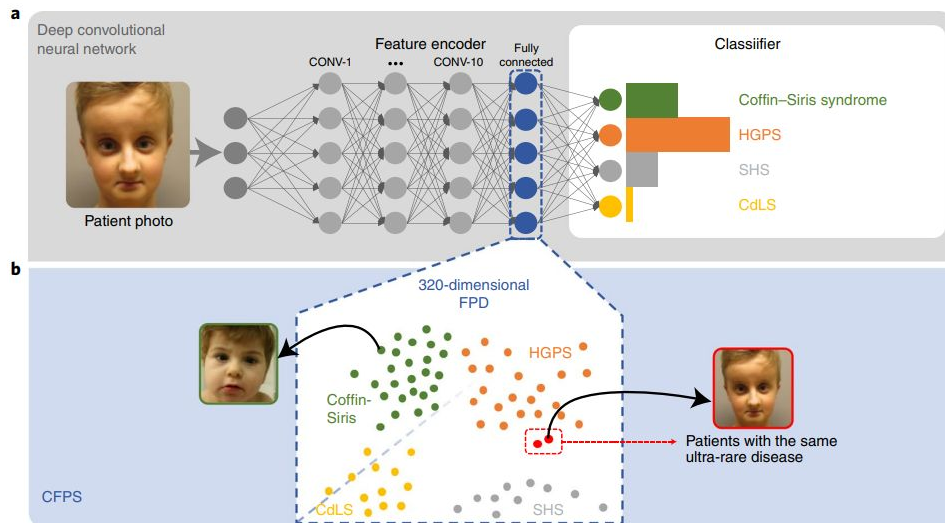 a
Deep convolutional
neural network
Feature encoder
CONV-1
•••
CONV-10
Fully
connected
Classiifier
Patient photo
Coffin–Siris syndrome
HGPS
SHS
CdLS
b
320-dimensional
FPD
HGPS
Coffin-
Siris
Patients with the same
ultra-rare disease
CdLS
SHS
CFPS